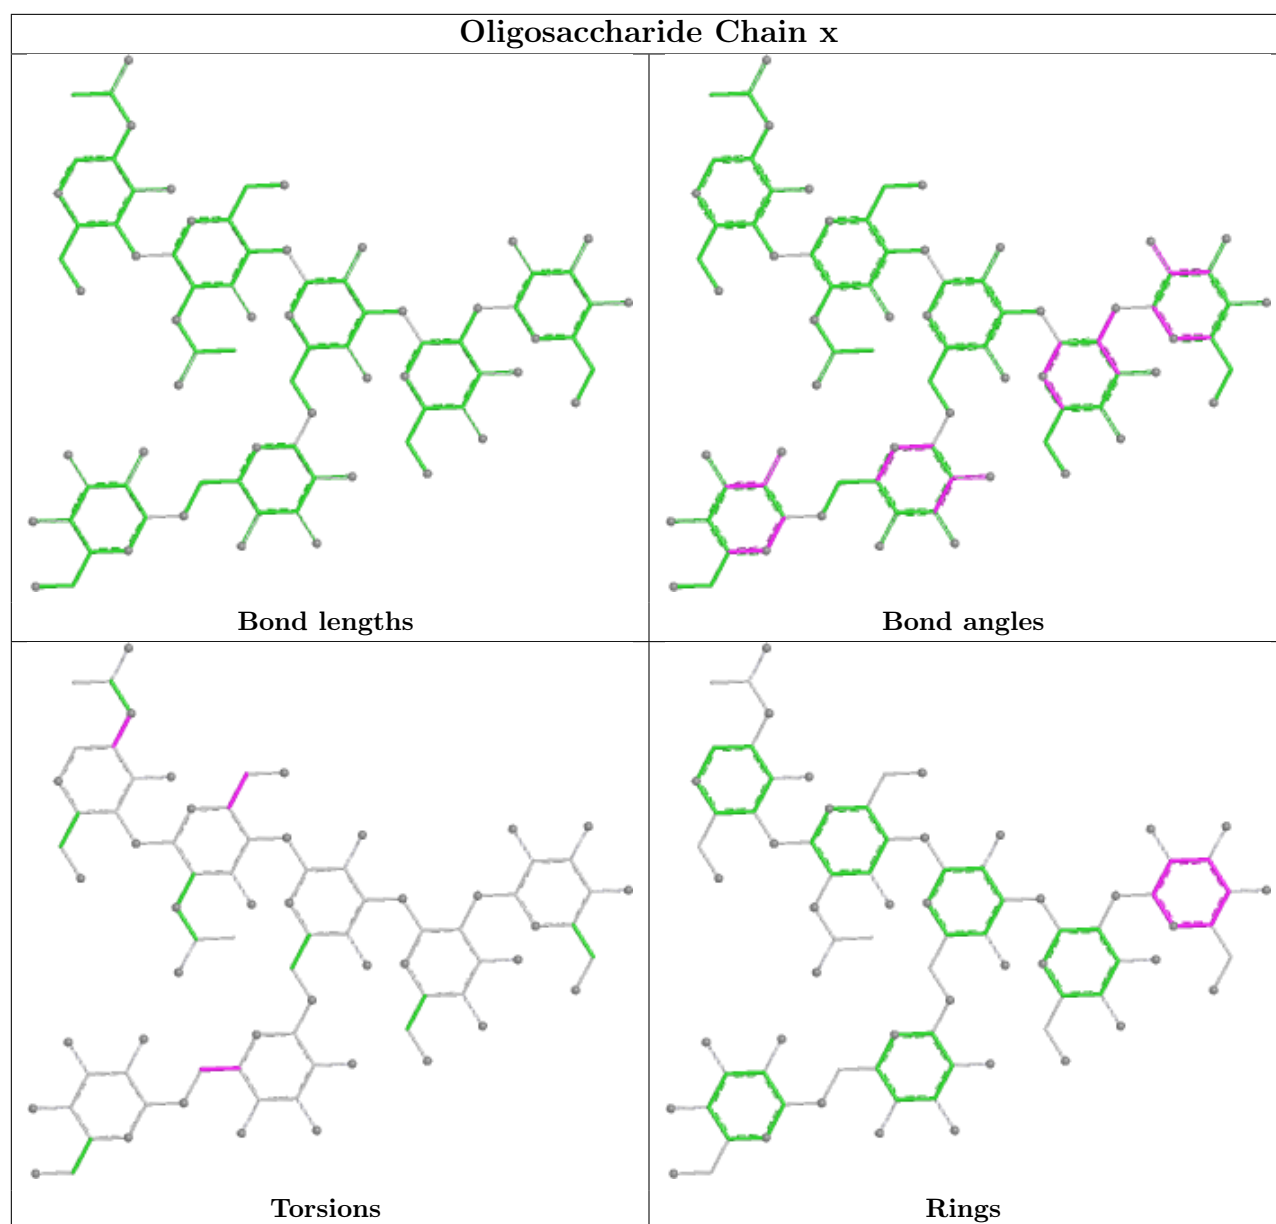 Oligosaccharide Chain x
Bond lengths
Bond angles
Torsions
Rings